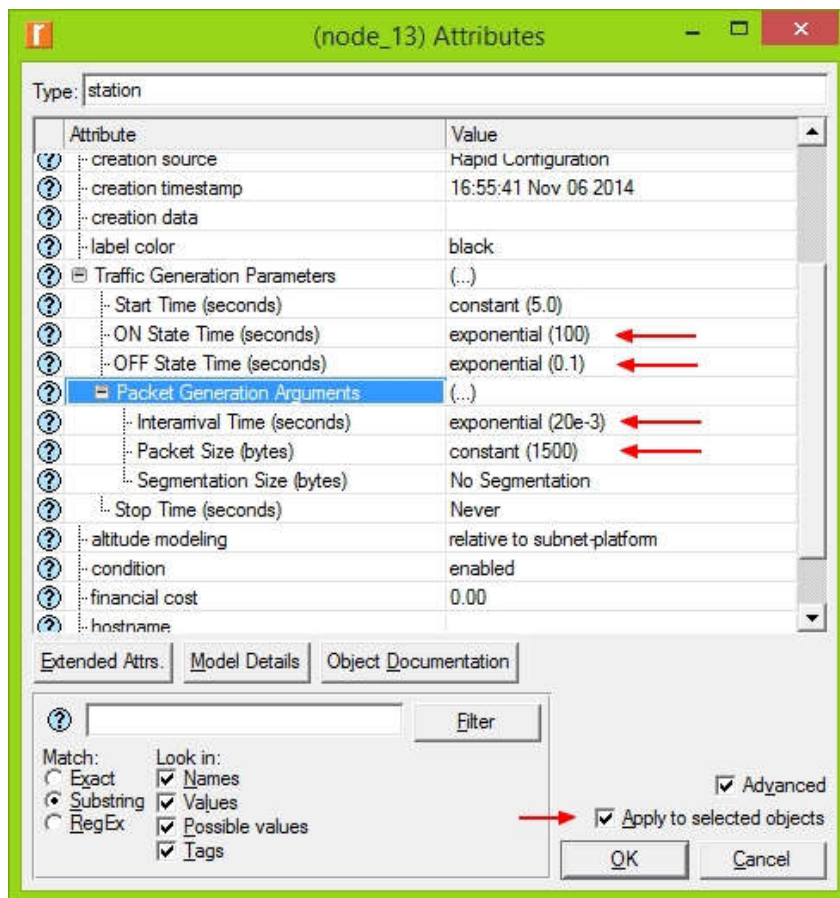 (node_13) Attributes
Type: station
Attribute Value
creation source Rapid Configuration
creation timestamp 16:55:41 Nov 06 2014
creation data
label color black
Traffic Generation Parameters (...)
Start Time (seconds) constant (5.0)
ON State Time (seconds) exponential (100)
OFF State Time (seconds) exponential (0.1)
Packet Generation Arguments (...)
Interarrival Time (seconds) exponential (20e-3)
Packet Size (bytes) constant (1500)
Segmentation Size (bytes) No Segmentation
Stop Time (seconds) Never
altitude modeling relative to subnet-platform
condition enabled
financial cost 0.00
hostname
Extended Attrs. Model Details Object Documentation
Filter
Match: Look in:
Exact Names
Substring Values
RegEx Possible values
Tags
Advanced
Apply to selected objects
OK Cancel